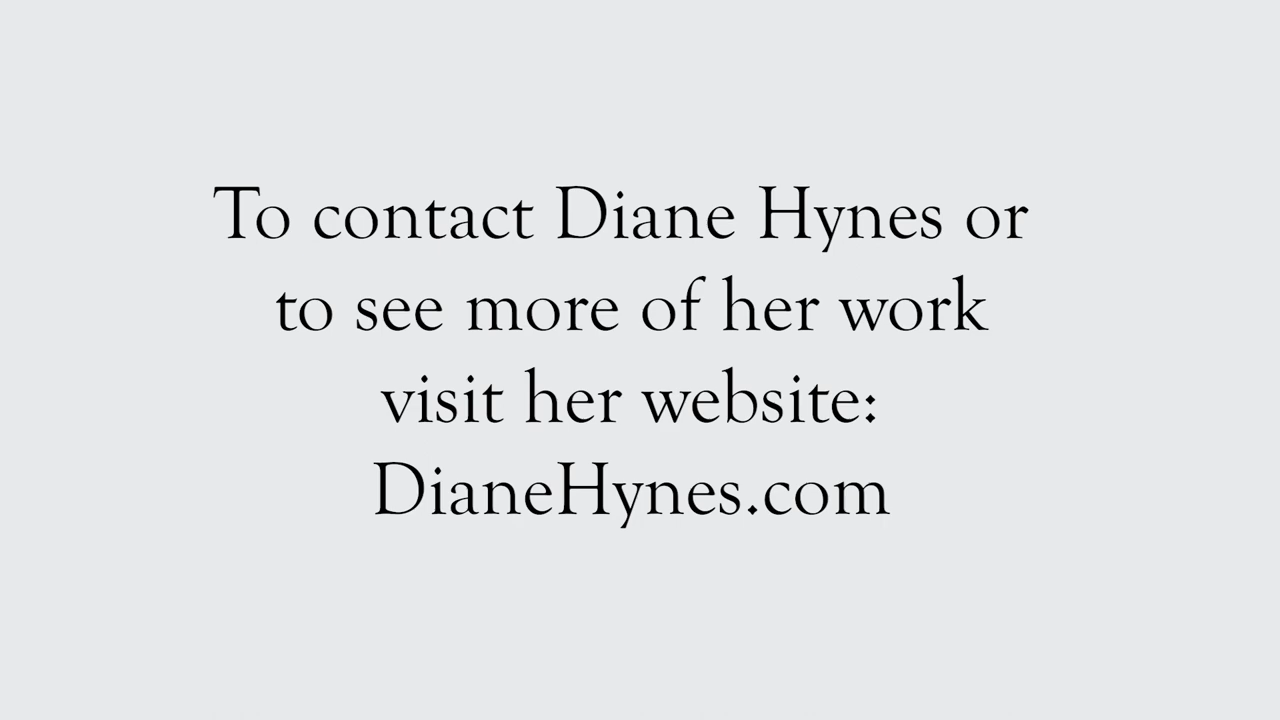 To contact Diane Hynes or
to see more of her work
visit her website:
DianeHynes.com